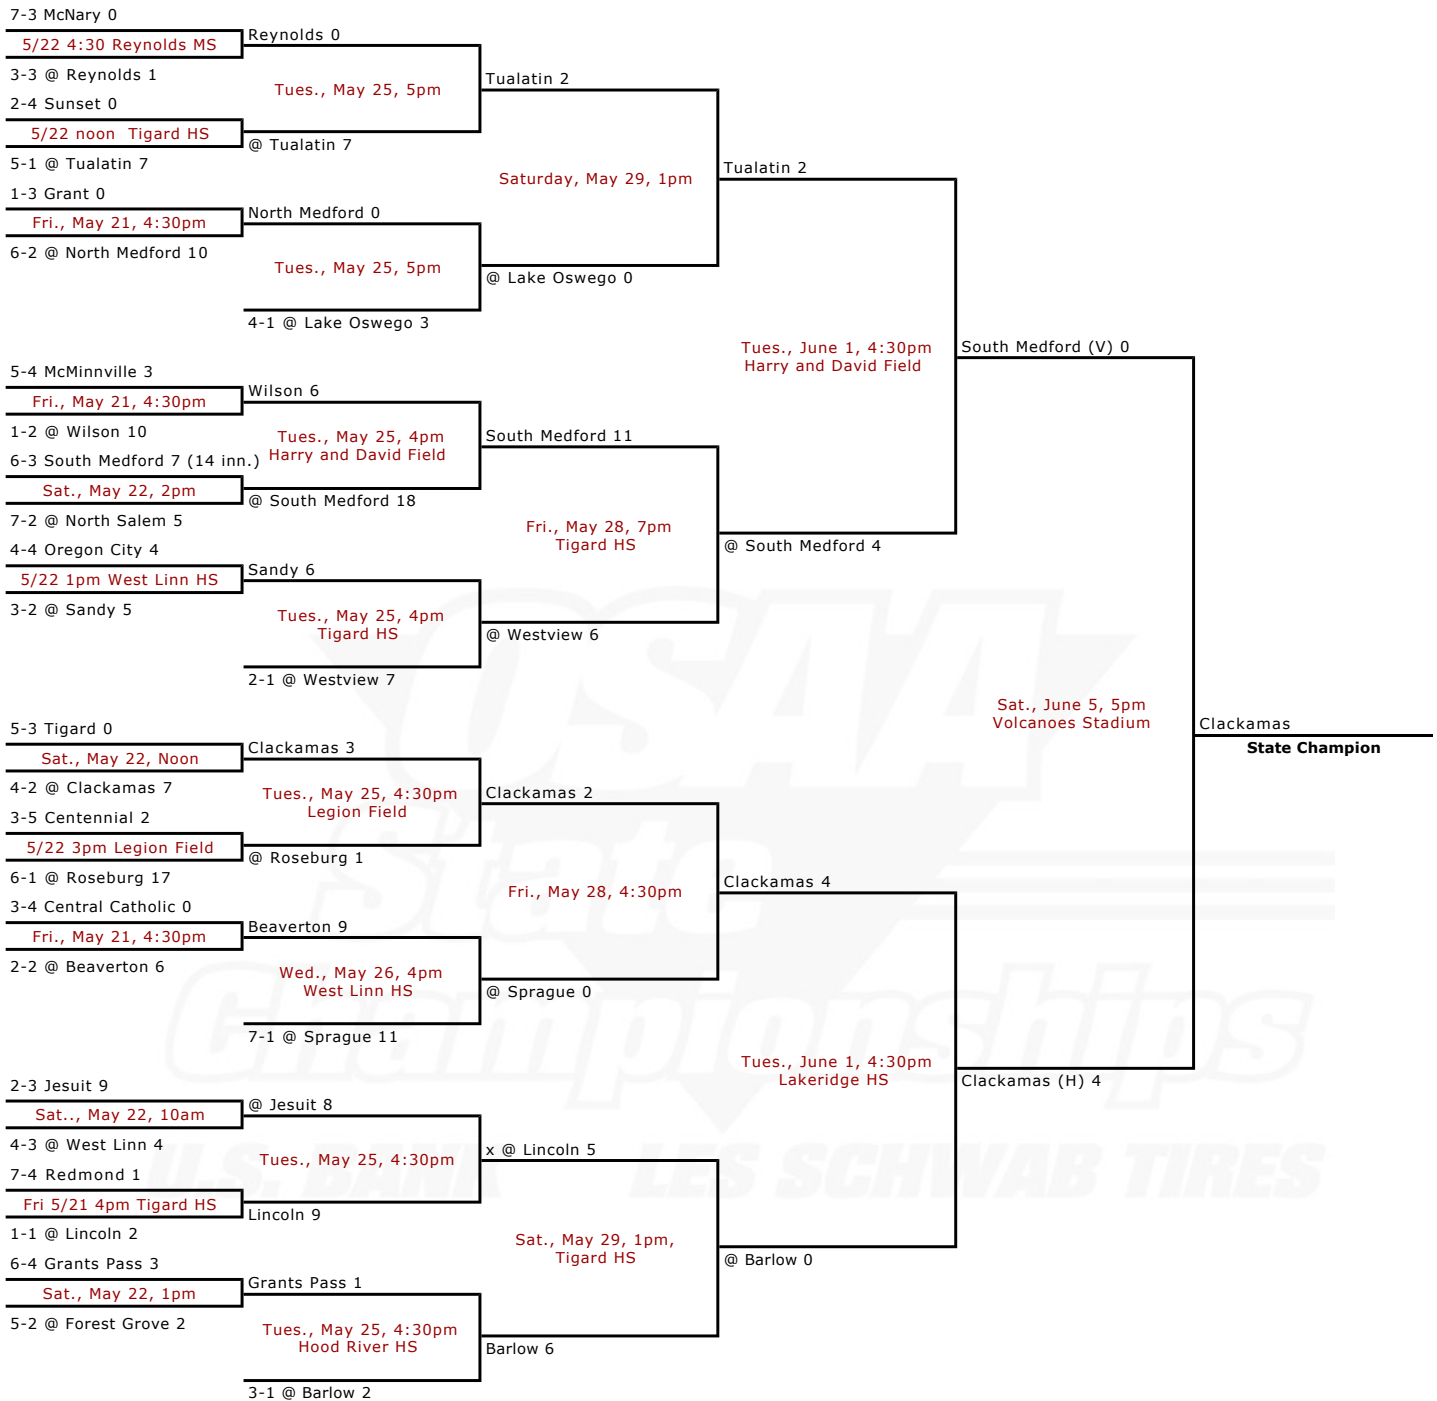 7-3 McNary 0
5/22 4:30 Reynolds MS
3-3 @ Reynolds 1
2-4 Sunset 0
5/22 noon  Tigard HS
5-1 @ Tualatin 7
1-3 Grant 0
Fri., May 21, 4:30pm
6-2 @ North Medford 10
5-4 McMinnville 3
Fri., May 21, 4:30pm
1-2 @ Wilson 10
6-3 South Medford 7 (14 inn.)
Sat., May 22, 2pm
7-2 @ North Salem 5
4-4 Oregon City 4
5/22 1pm West Linn HS
3-2 @ Sandy 5
5-3 Tigard 0
Sat., May 22, Noon
4-2 @ Clackamas 7
3-5 Centennial 2
5/22 3pm Legion Field
6-1 @ Roseburg 17
3-4 Central Catholic 0
Fri., May 21, 4:30pm
2-2 @ Beaverton 6
2-3 Jesuit 9
Sat.., May 22, 10am
4-3 @ West Linn 4
7-4 Redmond 1
Fri 5/21 4pm Tigard HS
1-1 @ Lincoln 2
6-4 Grants Pass 3
Sat., May 22, 1pm
5-2 @ Forest Grove 2
Reynolds 0
Tues., May 25, 5pm
@ Tualatin 7
North Medford 0
Tues., May 25, 5pm
4-1 @ Lake Oswego 3
Wilson 6
Tues., May 25, 4pm
Harry and David Field
@ South Medford 18
Sandy 6
Tues., May 25, 4pm
Tigard HS
2-1 @ Westview 7
Clackamas 3
Tues., May 25, 4:30pm
Legion Field
@ Roseburg 1
Beaverton 9
Wed., May 26, 4pm
West Linn HS
7-1 @ Sprague 11
@ Jesuit 8
Tues., May 25, 4:30pm
Lincoln 9
Grants Pass 1
Tues., May 25, 4:30pm
Hood River HS
3-1 @ Barlow 2
Tualatin 2
Saturday, May 29, 1pm
@ Lake Oswego 0
South Medford 11
Fri., May 28, 7pm
Tigard HS
@ Westview 6
Clackamas 2
Fri., May 28, 4:30pm
@ Sprague 0
x @ Lincoln 5
Sat., May 29, 1pm,
Tigard HS
Barlow 6
Tualatin 2
Tues., June 1, 4:30pm
Harry and David Field
@ South Medford 4
Clackamas 4
Tues., June 1, 4:30pm
Lakeridge HS
@ Barlow 0
South Medford (V) 0
Sat., June 5, 5pm
Volcanoes Stadium
Clackamas (H) 4
Clackamas
State Champion
OSAA
State
Championships
U.S. BANK
LES SCHWAB TIRES